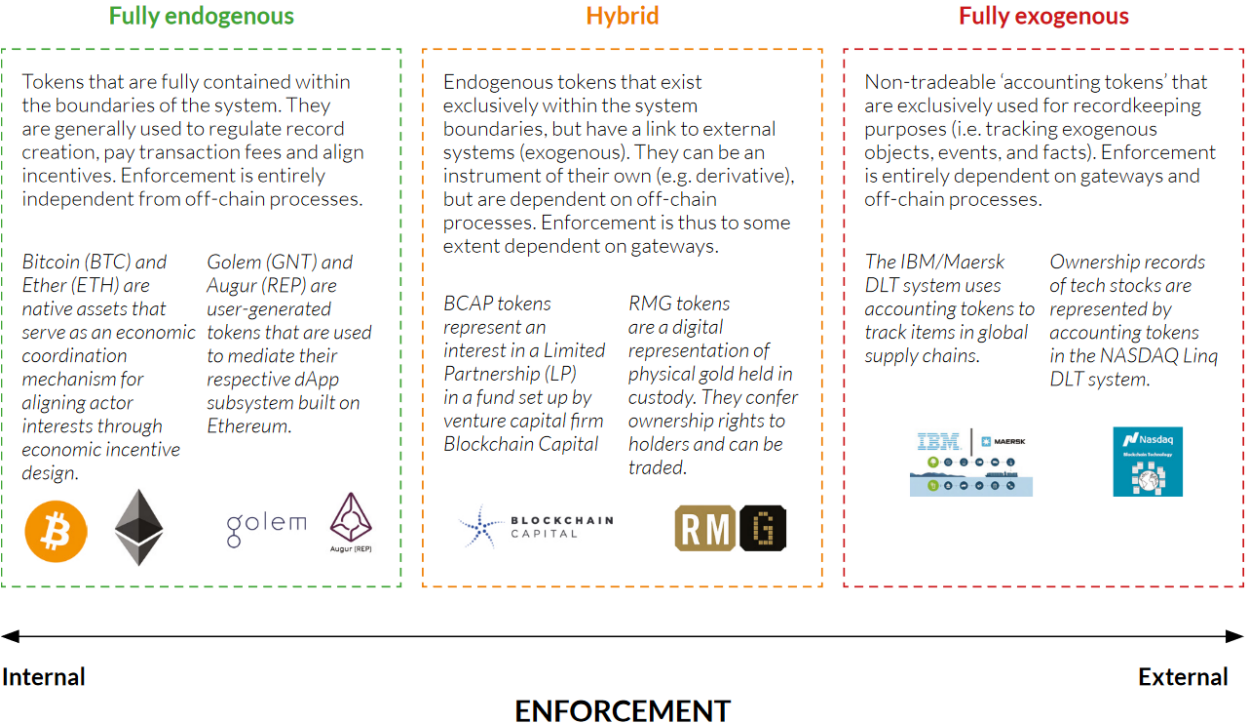 Fully endogenous
Tokens that are fully contained within
the boundaries of the system. They
are generally used to regulate record
creation, pay transaction fees and align
incentives. Enforcement is entirely
independent from off-chain processes.
Bitcoin (BTC) and
Ether (ETH) are
native assets that
serve as an economic
coordination
mechanism for
aligning actor
interests through
economic incentive
design.
Golem (GNT) and
Augur (REP) are
user-generated
tokens that are used
to mediate their
respective dApp
subsystem built on
Ethereum.
golem
Augur (REP)
Hybrid
Endogenous tokens that exist
exclusively within the system
boundaries, but have a link to external
systems (exogenous). They can be an
instrument of their own (e.g. derivative),
but are dependent on off-chain
processes. Enforcement is thus to some
extent dependent on gateways.
BCAP tokens
represent an
interest in a Limited
Partnership (LP)
in a fund set up by
venture capital firm
Blockchain Capital
RMG tokens
are a digital
representation of
physical gold held in
custody. They confer
ownership rights to
holders and can be
traded.
BLOCKCHAIN
CAPITAL
RM G
Fully exogenous
Non-tradeable ‘accounting tokens’ that
are exclusively used for recordkeeping
purposes (i.e. tracking exogenous
objects, events, and facts). Enforcement
is entirely dependent on gateways and
off-chain processes.
The IBM/Maersk
DLT system uses
accounting tokens to
track items in global
supply chains.
Ownership records
of tech stocks are
represented by
accounting tokens
in the NASDAQ Linq
DLT system.
IBM MAERSK
Nasdaq
Blockchain Technology
Internal
External
ENFORCEMENT